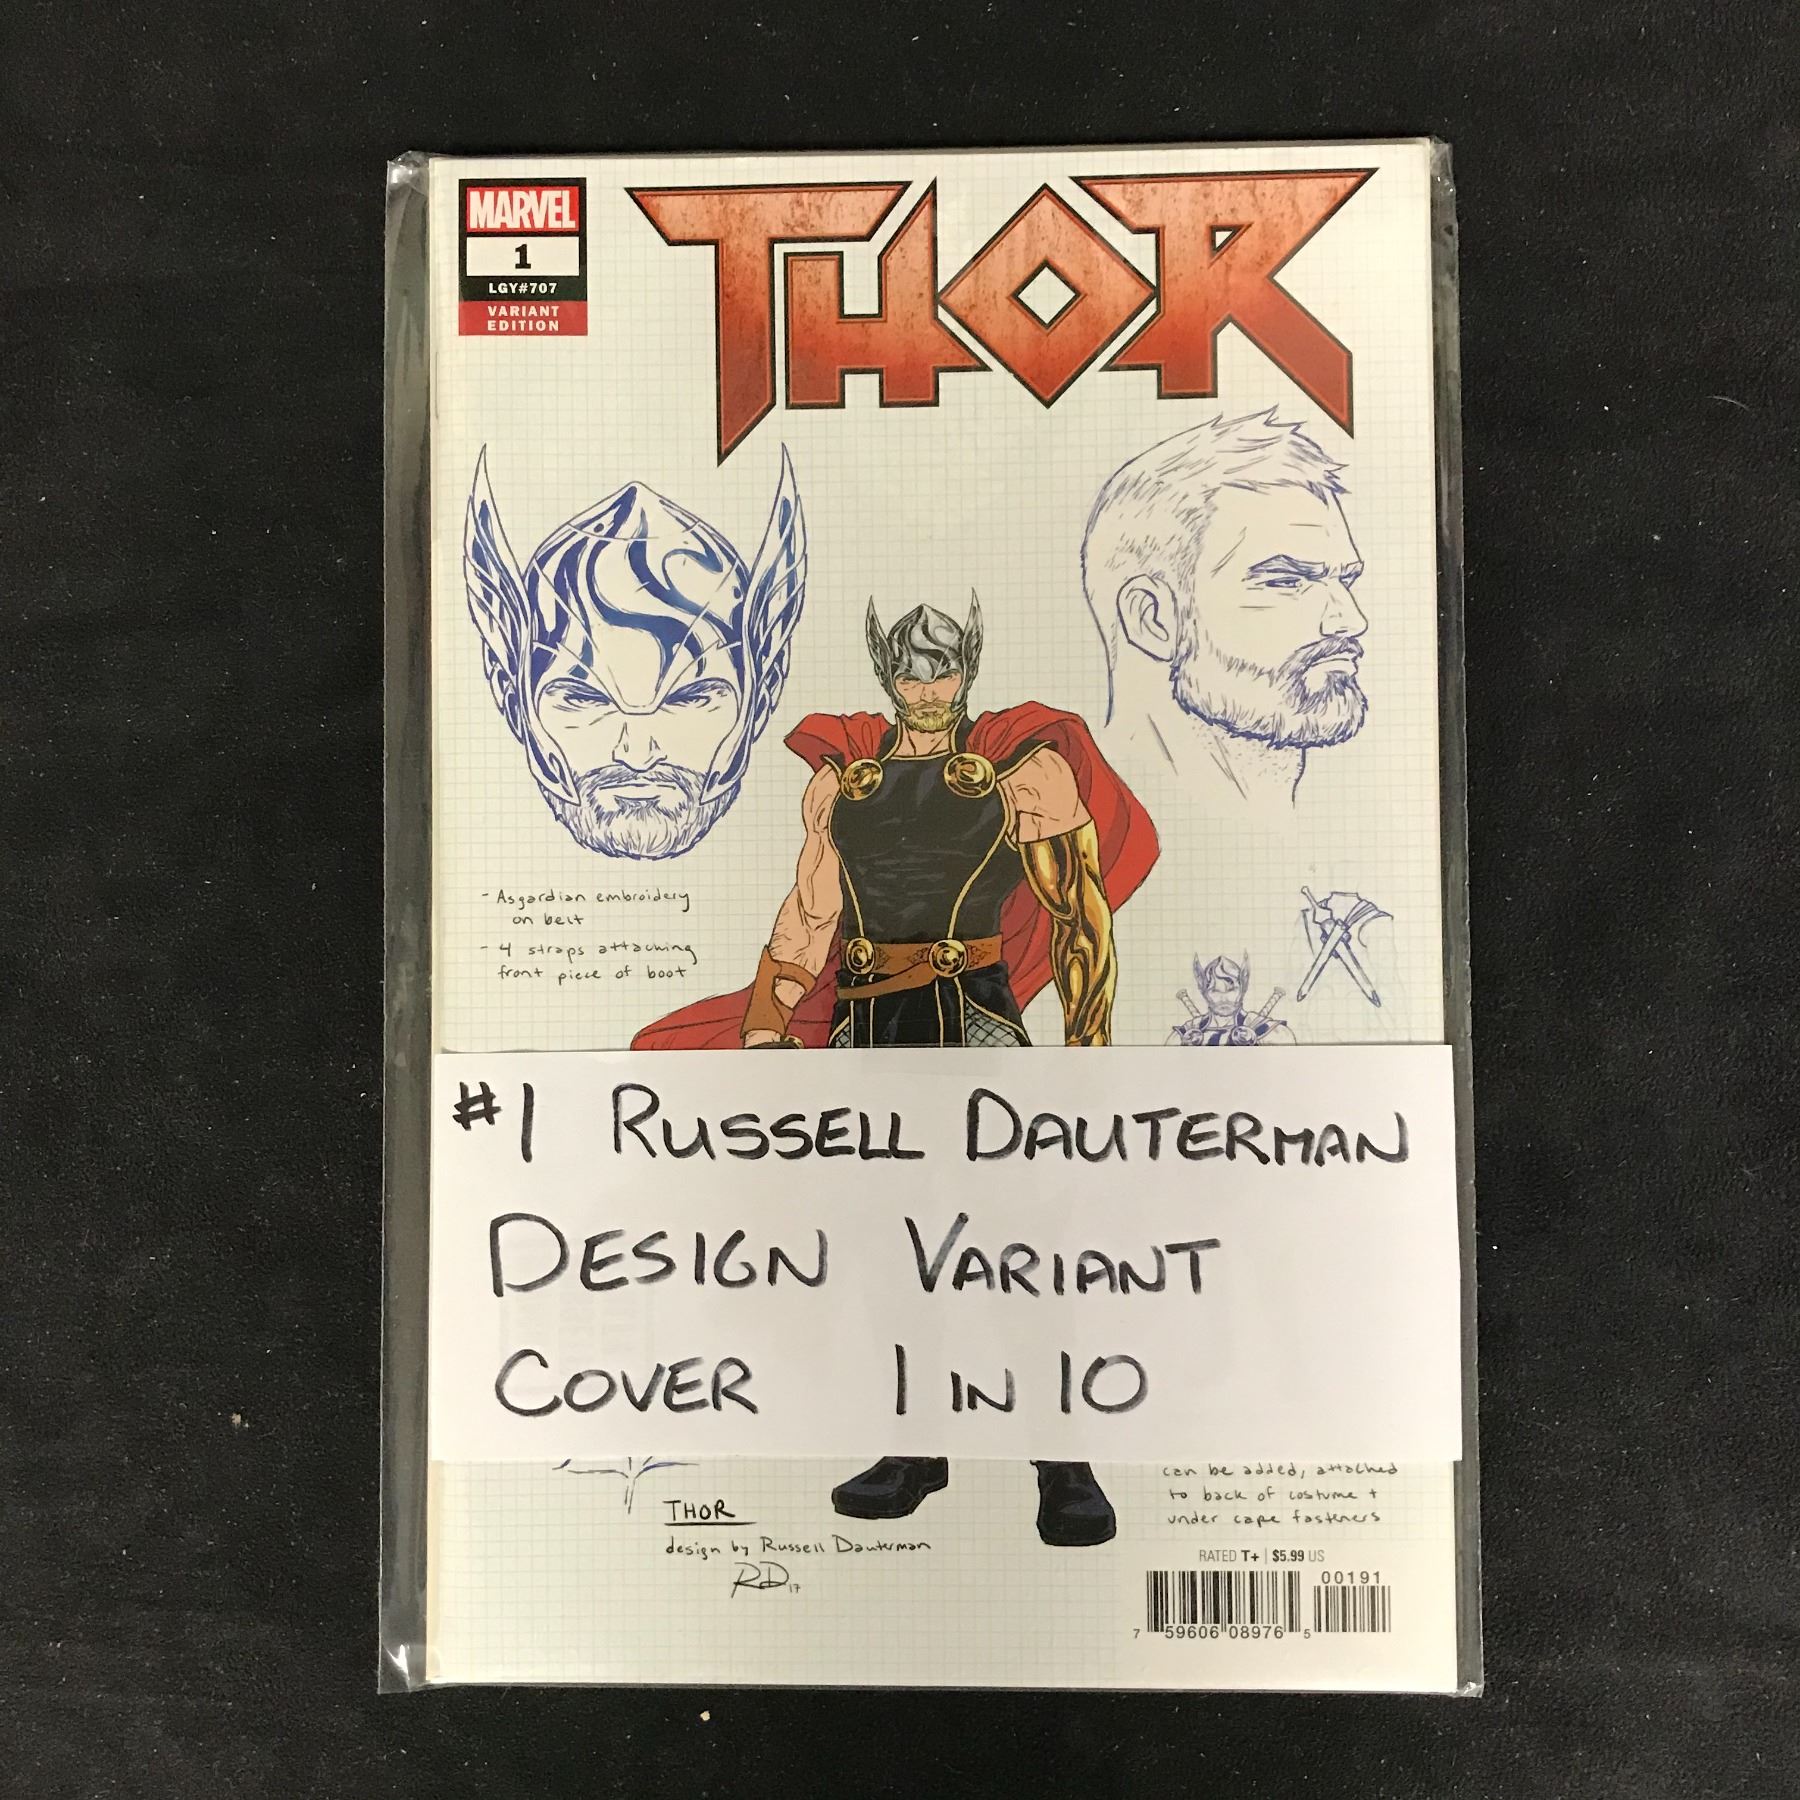 MARVEL
1
LGY#707
VARIANT
EDITION
THOR
- Asgardian embroidery
on belt
- 4 straps attaching
front piece of boot
#1 RUSSELL DAUTERMAN
DESIGN VARIANT
COVER 1 IN 10
can be added, attached
to back of costume +
under cape fasteners
THOR
design by Russell Dauterman
RD 17
RATED T+ | $5.99 US
00191
7 59606 08976 5